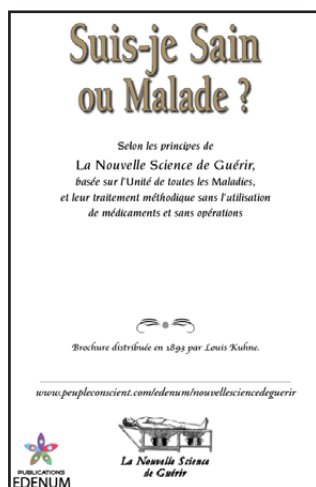 Suis-je Sain
ou Malade ?
Selon les principes de
La Nouvelle Science de Guérir,
basée sur l'Unité de toutes les Maladies,
et leur traitement méthodique sans l'utilisation
de médicaments et sans opérations
Brochure distribuée en 1893 par Louis Kuhne.
www.peupleconscient.com/edenum/nouvellesciencedeguerir
PUBLICATIONS
EDENUM
La Nouvelle Science
de Guérir